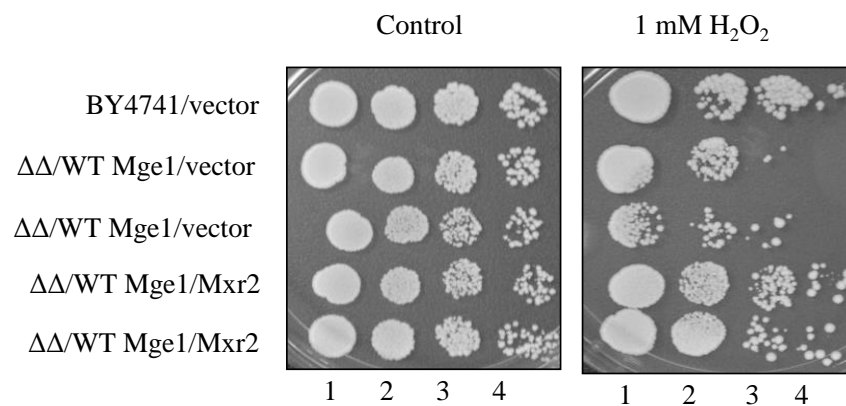 Control 1 mM H₂O₂
BY4741/vector
ΔΔ/WT Mge1/vector
ΔΔ/WT Mge1/vector
ΔΔ/WT Mge1/Mxr2
ΔΔ/WT Mge1/Mxr2
1 2 3 4 1 2 3 4